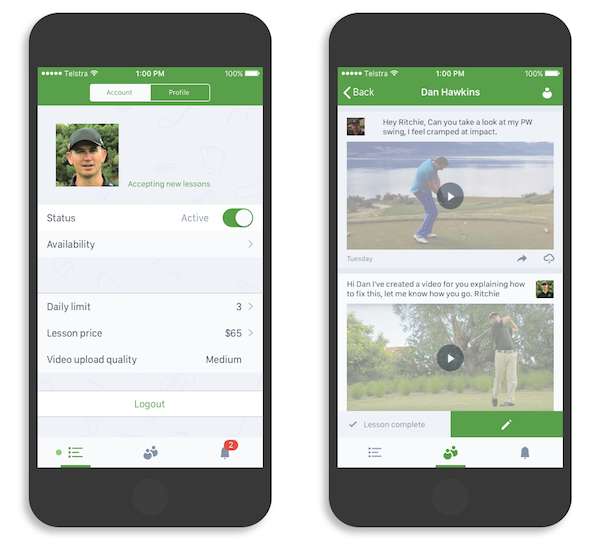 Telstra 1:00 PM 100%
Account Profile
Accepting new lessons
Status Active
Availability
Daily limit 3
Lesson price $65
Video upload quality Medium
Logout
2
Telstra 1:00 PM 100%
Back Dan Hawkins
Hey Ritchie, Can you take a look at my PW
swing, I feel cramped at impact.
Tuesday
Hi Dan I've created a video for you explaining how
to fix this, let me know how you go. Ritchie
Lesson complete